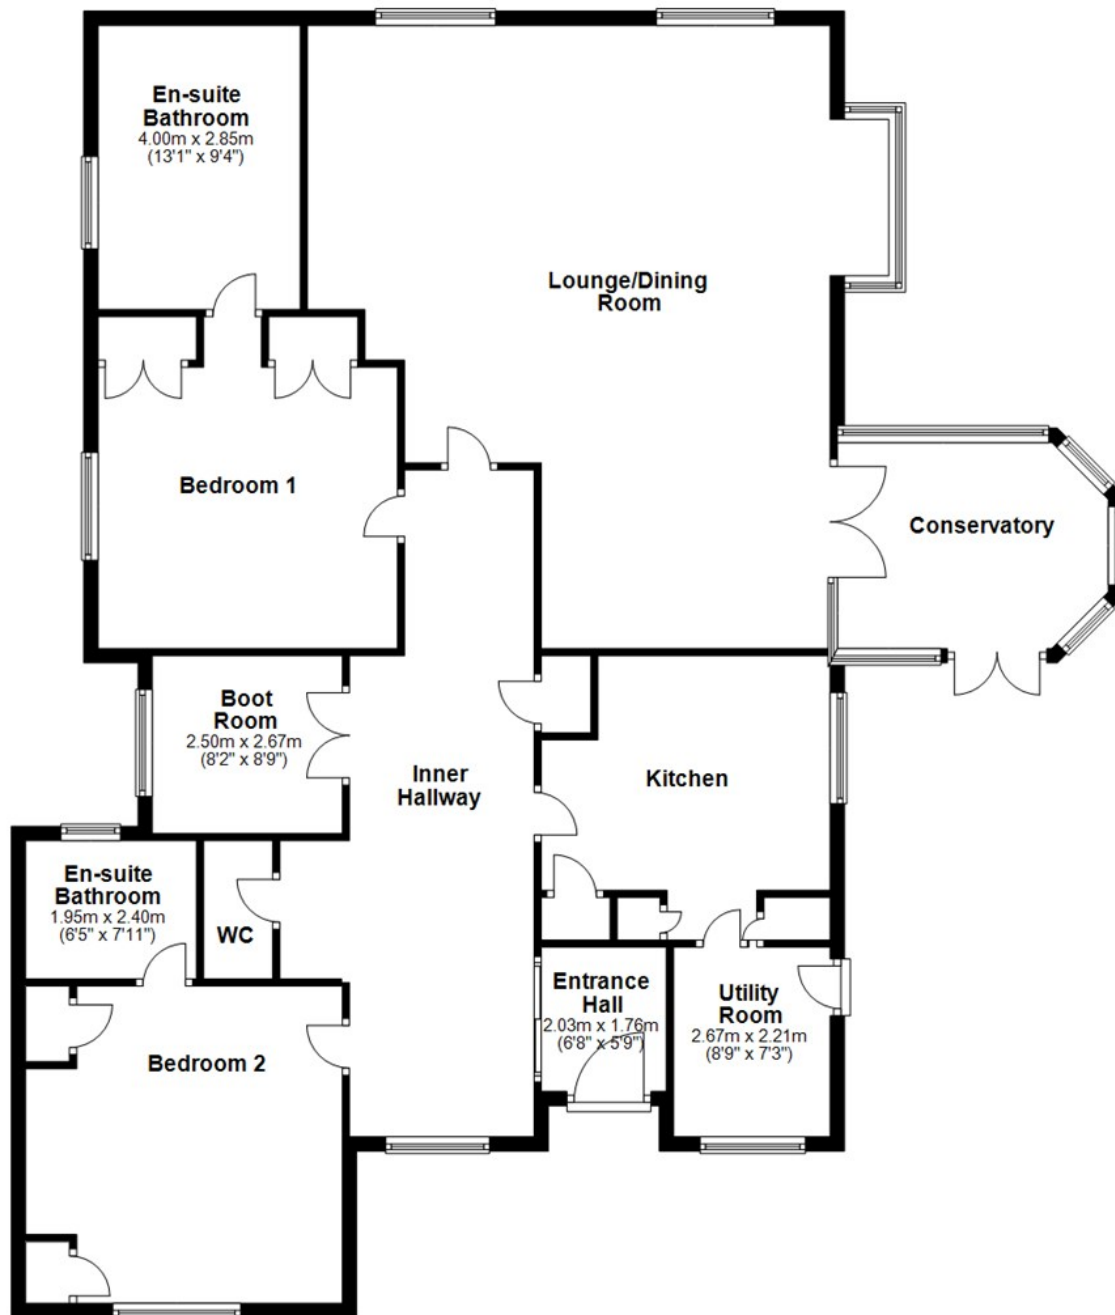 En-suite
Bathroom
4.00m x 2.85m
(13'1" x 9'4")
Lounge/Dining
Room
Bedroom 1
Conservatory
Boot
Room
2.50m x 2.67m
(8'2" x 8'9")
Inner
Hallway
Kitchen
En-suite
Bathroom
1.95m x 2.40m
(6'5" x 7'11")
WC
Entrance
Hall
2.03m x 1.76m
(6'8" x 5'9")
Utility
Room
2.67m x 2.21m
(8'9" x 7'3")
Bedroom 2